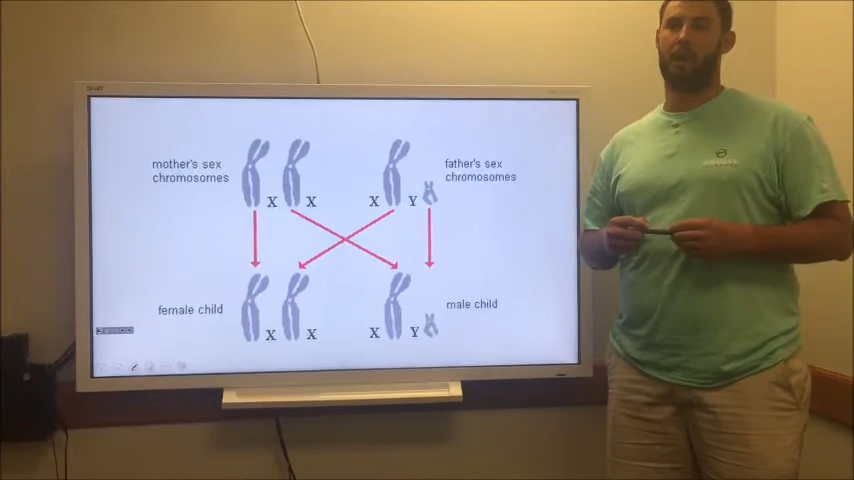 mother's sex
chromosomes
X X
X Y
father's sex
chromosomes
female child
X X
X Y
male child